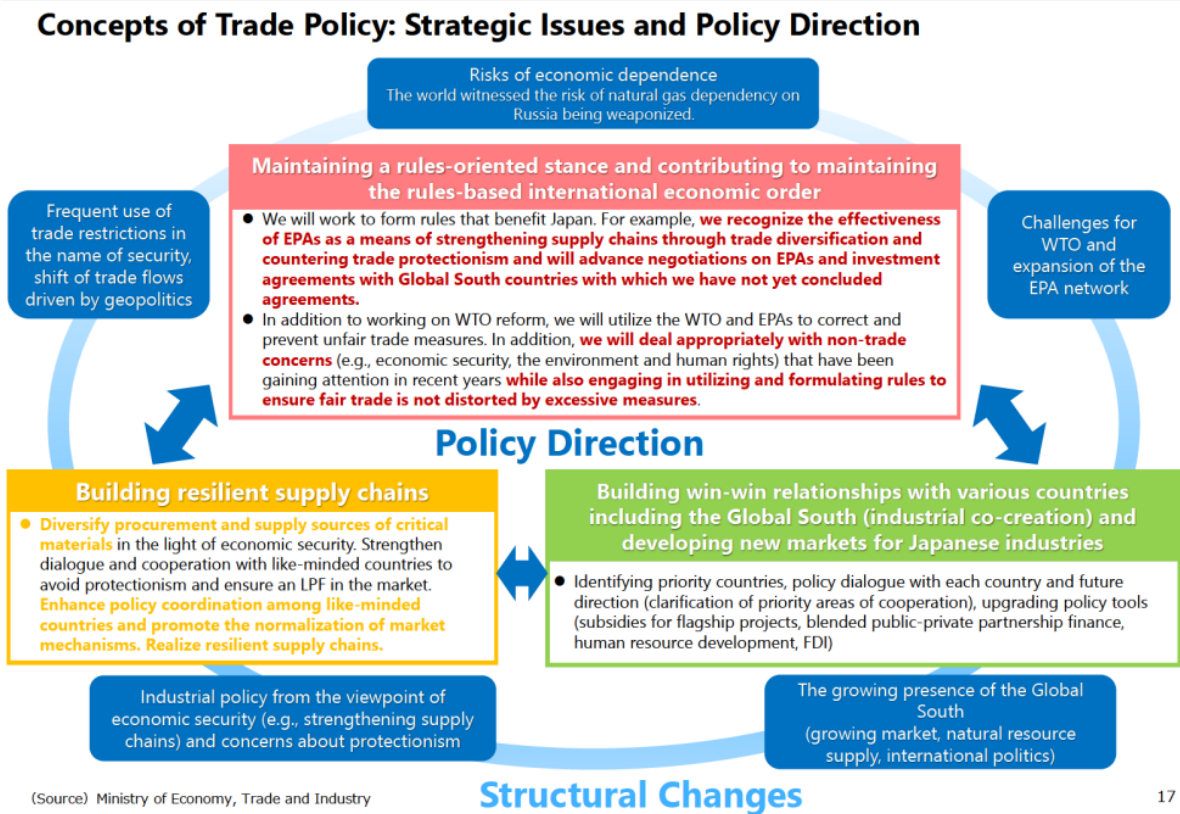 Concepts of Trade Policy: Strategic Issues and Policy Direction
Risks of economic dependence
The world witnessed the risk of natural gas dependency on
Russia being weaponized.
Frequent use of
trade restrictions in
the name of security,
shift of trade flows
driven by geopolitics
Maintaining a rules-oriented stance and contributing to maintaining
the rules-based international economic order
● We will work to form rules that benefit Japan. For example, we recognize the effectiveness
of EPAs as a means of strengthening supply chains through trade diversification and
countering trade protectionism and will advance negotiations on EPAs and investment
agreements with Global South countries with which we have not yet concluded
agreements.
● In addition to working on WTO reform, we will utilize the WTO and EPAs to correct and
prevent unfair trade measures. In addition, we will deal appropriately with non-trade
concerns (e.g., economic security, the environment and human rights) that have been
gaining attention in recent years while also engaging in utilizing and formulating rules to
ensure fair trade is not distorted by excessive measures.
Challenges for
WTO and
expansion of the
EPA network
Policy Direction
Building resilient supply chains
● Diversify procurement and supply sources of critical
materials in the light of economic security. Strengthen
dialogue and cooperation with like-minded countries to
avoid protectionism and ensure an LPF in the market.
Enhance policy coordination among like-minded
countries and promote the normalization of market
mechanisms. Realize resilient supply chains.
Building win-win relationships with various countries
including the Global South (industrial co-creation) and
developing new markets for Japanese industries
● Identifying priority countries, policy dialogue with each country and future
direction (clarification of priority areas of cooperation), upgrading policy tools
(subsidies for flagship projects, blended public-private partnership finance,
human resource development, FDI)
Industrial policy from the viewpoint of
economic security (e.g., strengthening supply
chains) and concerns about protectionism
The growing presence of the Global
South
(growing market, natural resource
supply, international politics)
Structural Changes
(Source) Ministry of Economy, Trade and Industry
17